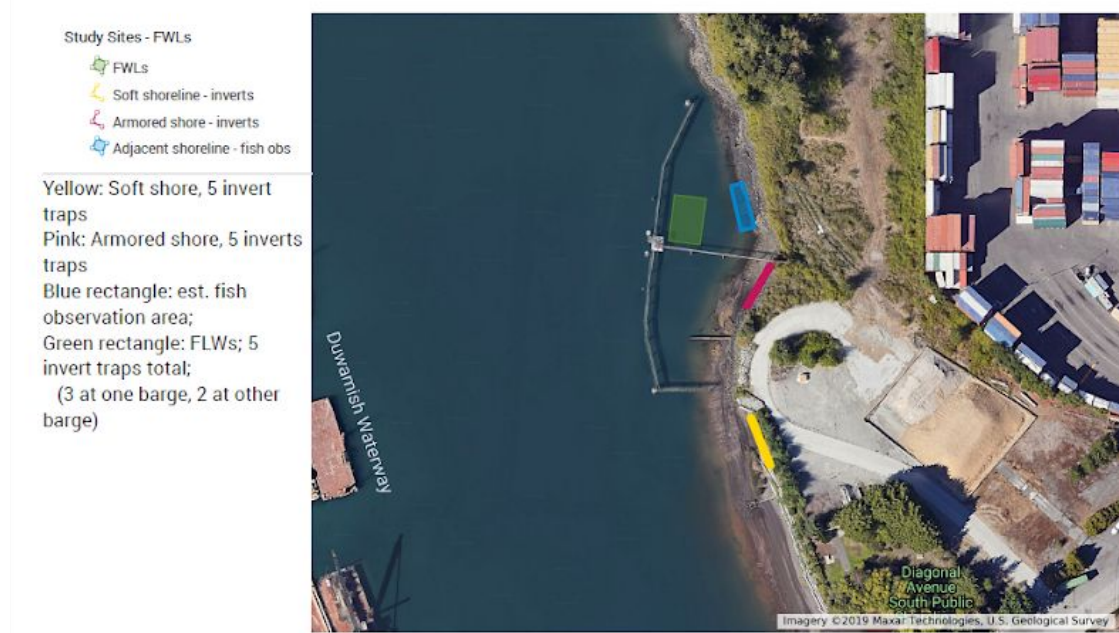 Study Sites - FWLs
FWLs
Soft shoreline - inverts
Armored shore - inverts
Adjacent shoreline - fish obs
Yellow: Soft shore, 5 invert
traps
Pink: Armored shore, 5 inverts
traps
Blue rectangle: est. fish
observation area;
Green rectangle: FLWs; 5
invert traps total;
(3 at one barge, 2 at other
barge)
Duwamish Waterway
Diagonal
Avenue
South Public
Imagery ©2019 Maxar Technologies, U.S. Geological Survey